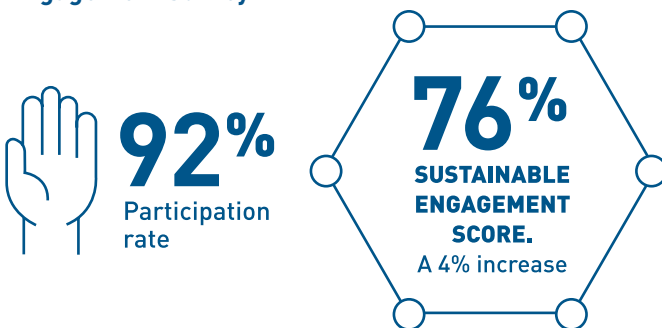 92%
Participation
rate
76%
SUSTAINABLE
ENGAGEMENT
SCORE.
A 4% increase